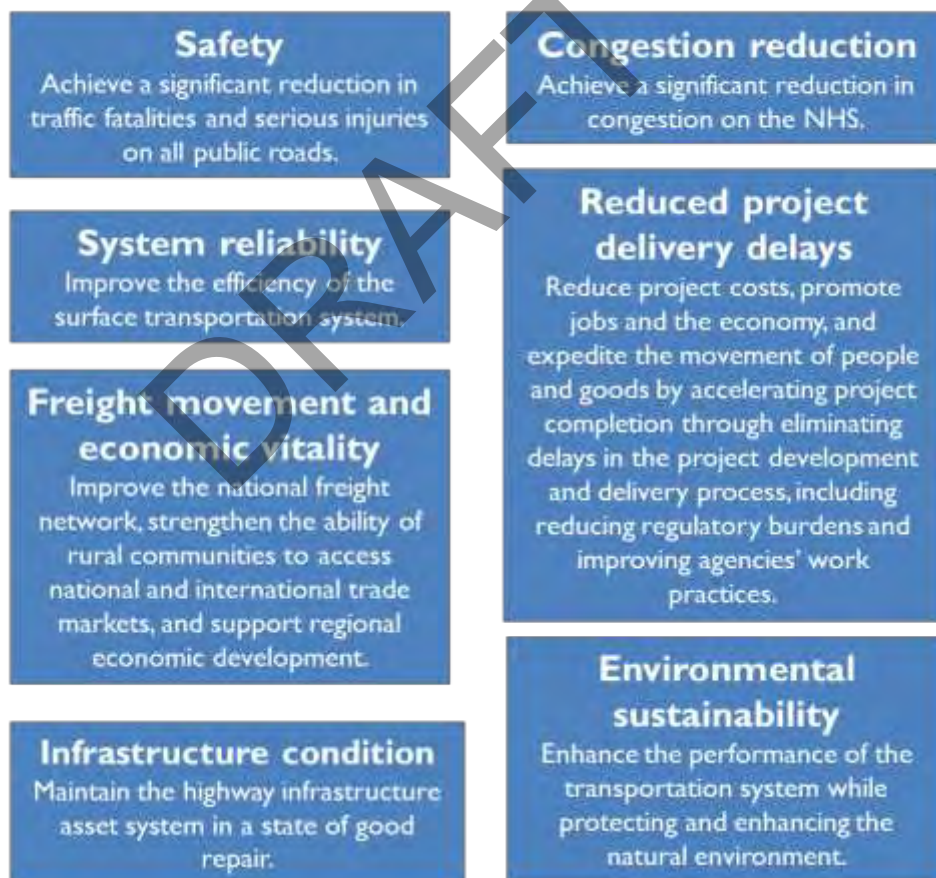 Safety
Achieve a significant reduction in
traffic fatalities and serious injuries
on all public roads.
System reliability
Improve the efficiency of the
surface transportation system.
Freight movement and
economic vitality
Improve the national freight
network, strengthen the ability of
rural communities to access
national and international trade
markets, and support regional
economic development.
Infrastructure condition
Maintain the highway infrastructure
asset system in a state of good
repair.
Congestion reduction
Achieve a significant reduction in
congestion on the NHS.
Reduced project
delivery delays
Reduce project costs, promote
jobs and the economy, and
expedite the movement of people
and goods by accelerating project
completion through eliminating
delays in the project development
and delivery process, including
reducing regulatory burdens and
improving agencies' work
practices.
Environmental
sustainability
Enhance the performance of the
transportation system while
protecting and enhancing the
natural environment.
DRAFT